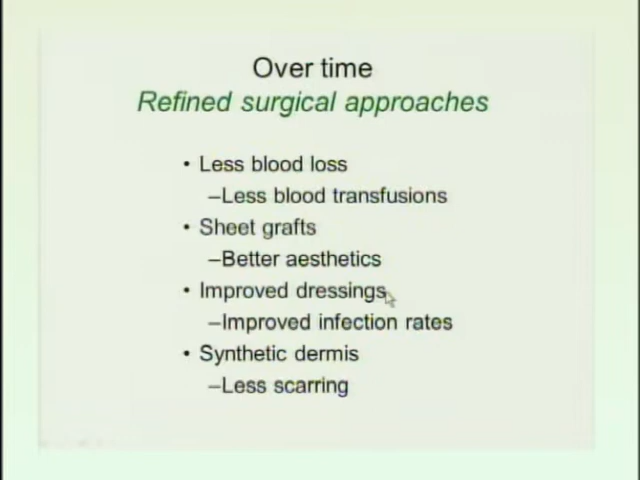 Over time
Refined surgical approaches
• Less blood loss
–Less blood transfusions
• Sheet grafts
–Better aesthetics
• Improved dressings
–Improved infection rates
• Synthetic dermis
–Less scarring